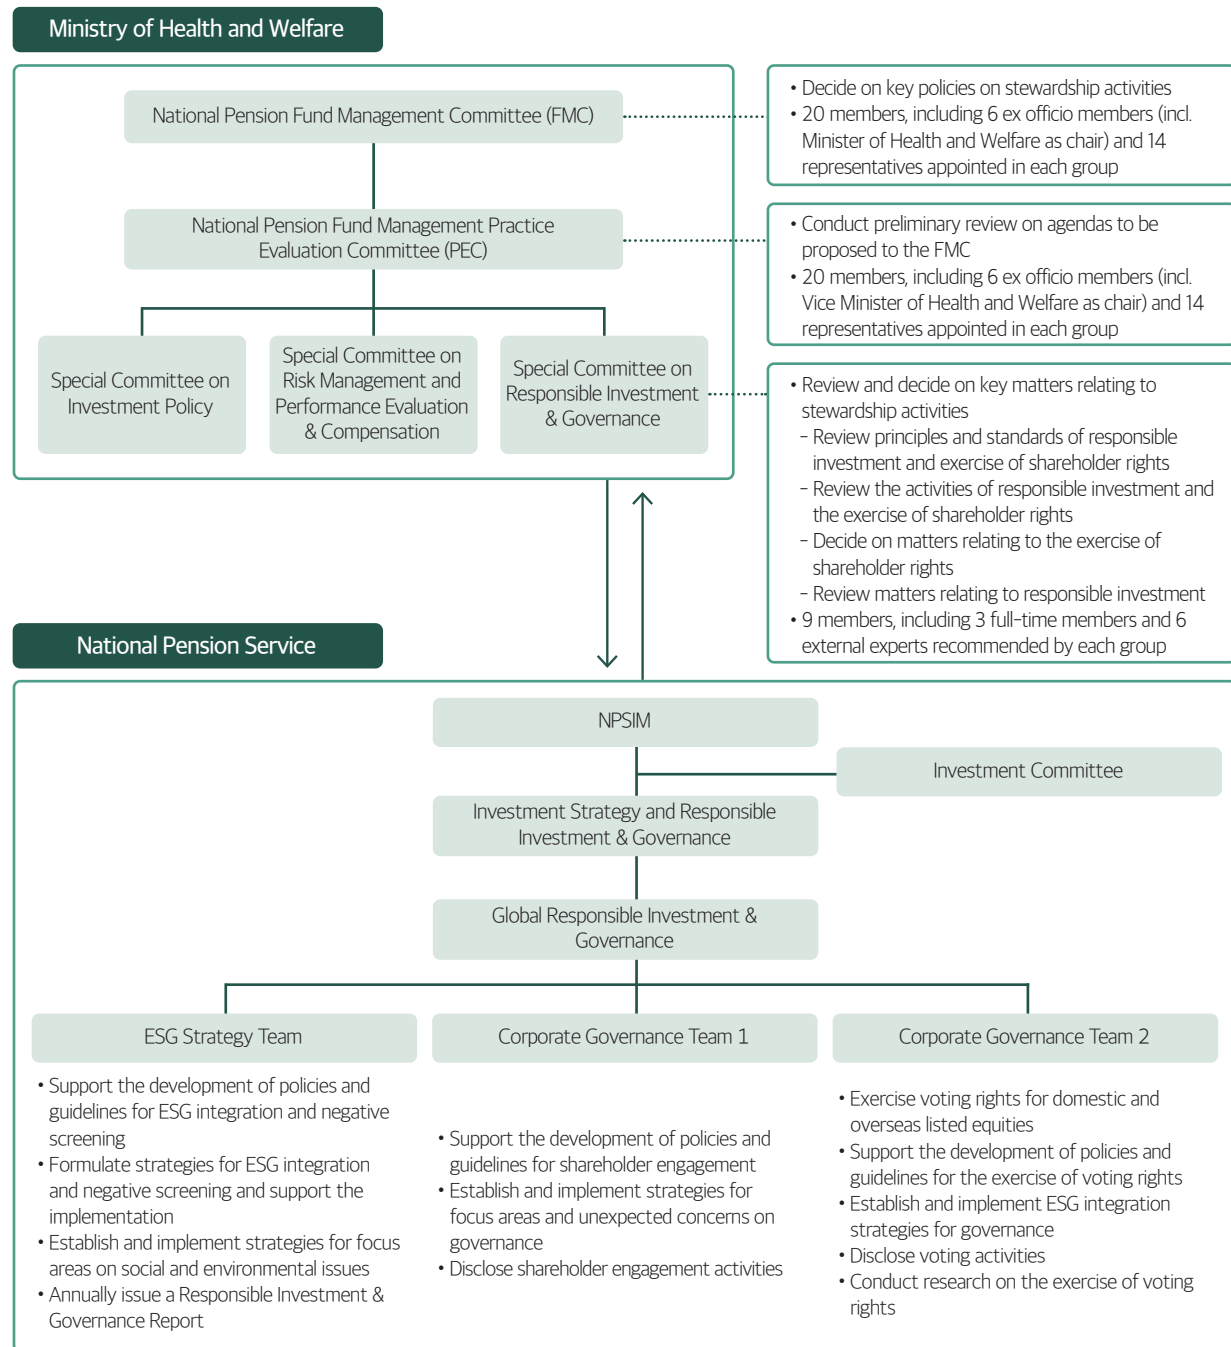 Ministry of Health and Welfare
National Pension Fund Management Committee (FMC)
• Decide on key policies on stewardship activities
• 20 members, including 6 ex officio members (incl.
Minister of Health and Welfare as chair) and 14
representatives appointed in each group
National Pension Fund Management Practice
Evaluation Committee (PEC)
• Conduct preliminary review on agendas to be
proposed to the FMC
• 20 members, including 6 ex officio members (incl.
Vice Minister of Health and Welfare as chair) and 14
representatives appointed in each group
Special Committee on
Investment Policy
Special Committee on
Risk Management and
Performance Evaluation
& Compensation
Special Committee on
Responsible Investment
& Governance
• Review and decide on key matters relating to
stewardship activities
- Review principles and standards of responsible
investment and exercise of shareholder rights
- Review the activities of responsible investment and
the exercise of shareholder rights
- Decide on matters relating to the exercise of
shareholder rights
- Review matters relating to responsible investment
• 9 members, including 3 full-time members and 6
external experts recommended by each group
National Pension Service
NPSIM
Investment Committee
Investment Strategy and Responsible
Investment & Governance
Global Responsible Investment &
Governance
ESG Strategy Team
• Support the development of policies and
guidelines for ESG integration and negative
screening
• Formulate strategies for ESG integration
and negative screening and support the
implementation
• Establish and implement strategies for focus
areas on social and environmental issues
• Annually issue a Responsible Investment &
Governance Report
Corporate Governance Team 1
• Support the development of policies and
guidelines for shareholder engagement
• Establish and implement strategies for
focus areas and unexpected concerns on
governance
• Disclose shareholder engagement activities
Corporate Governance Team 2
• Exercise voting rights for domestic and
overseas listed equities
• Support the development of policies and
guidelines for the exercise of voting rights
• Establish and implement ESG integration
strategies for governance
• Disclose voting activities
• Conduct research on the exercise of voting
rights